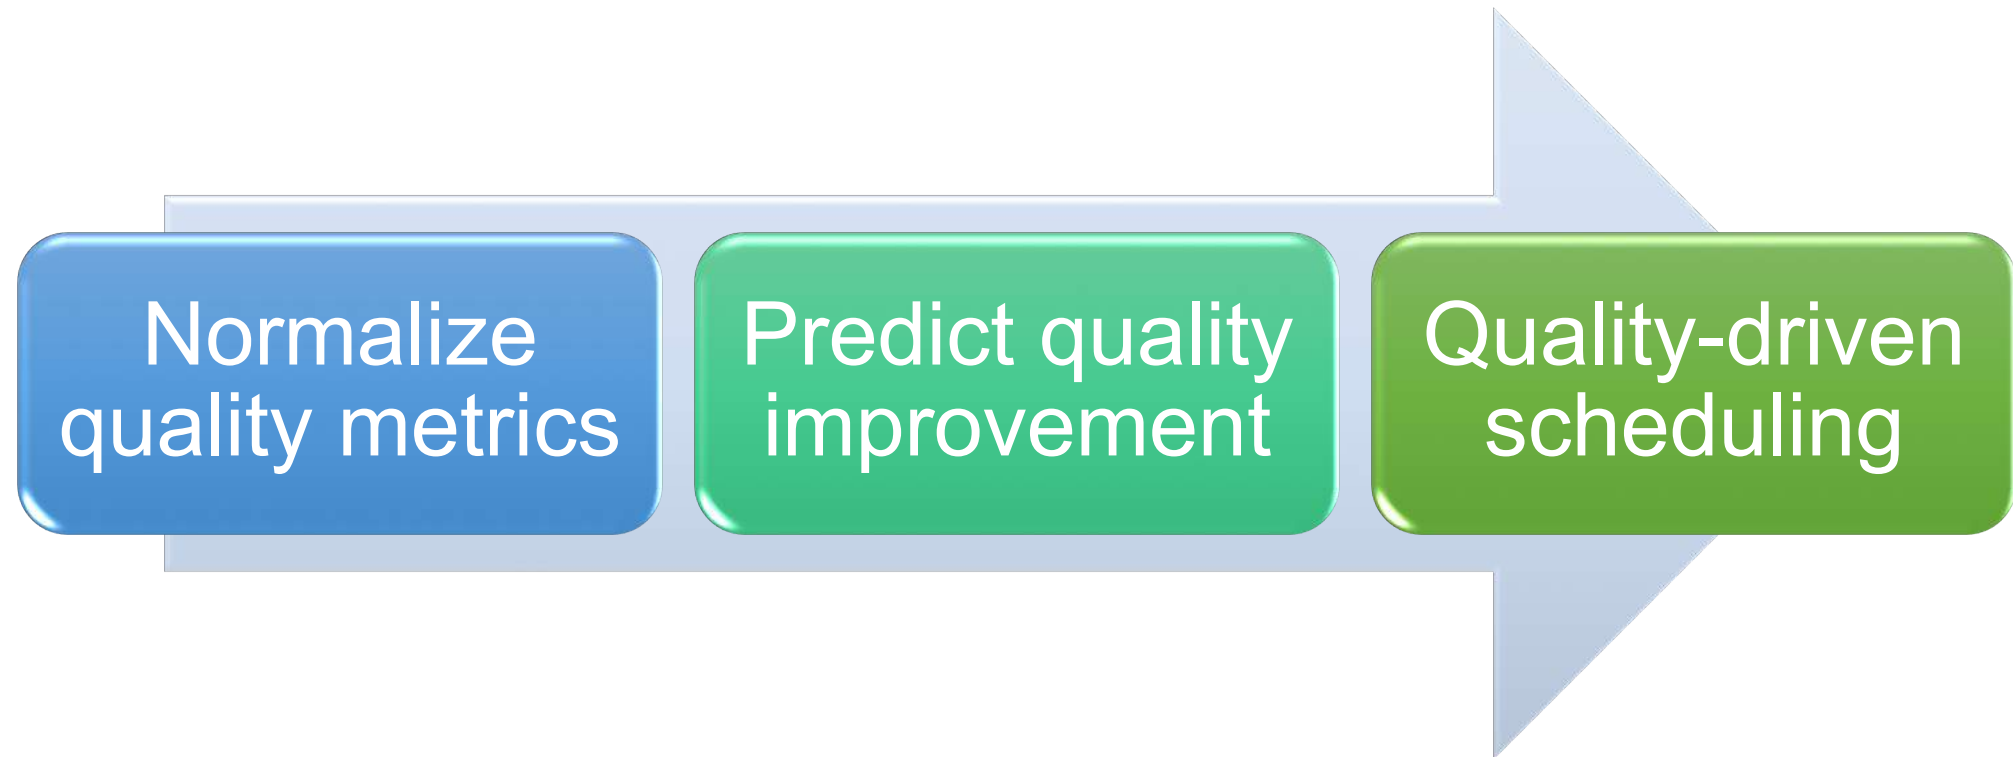 Normalize
quality metrics
Predict quality
improvement
Quality-driven
scheduling